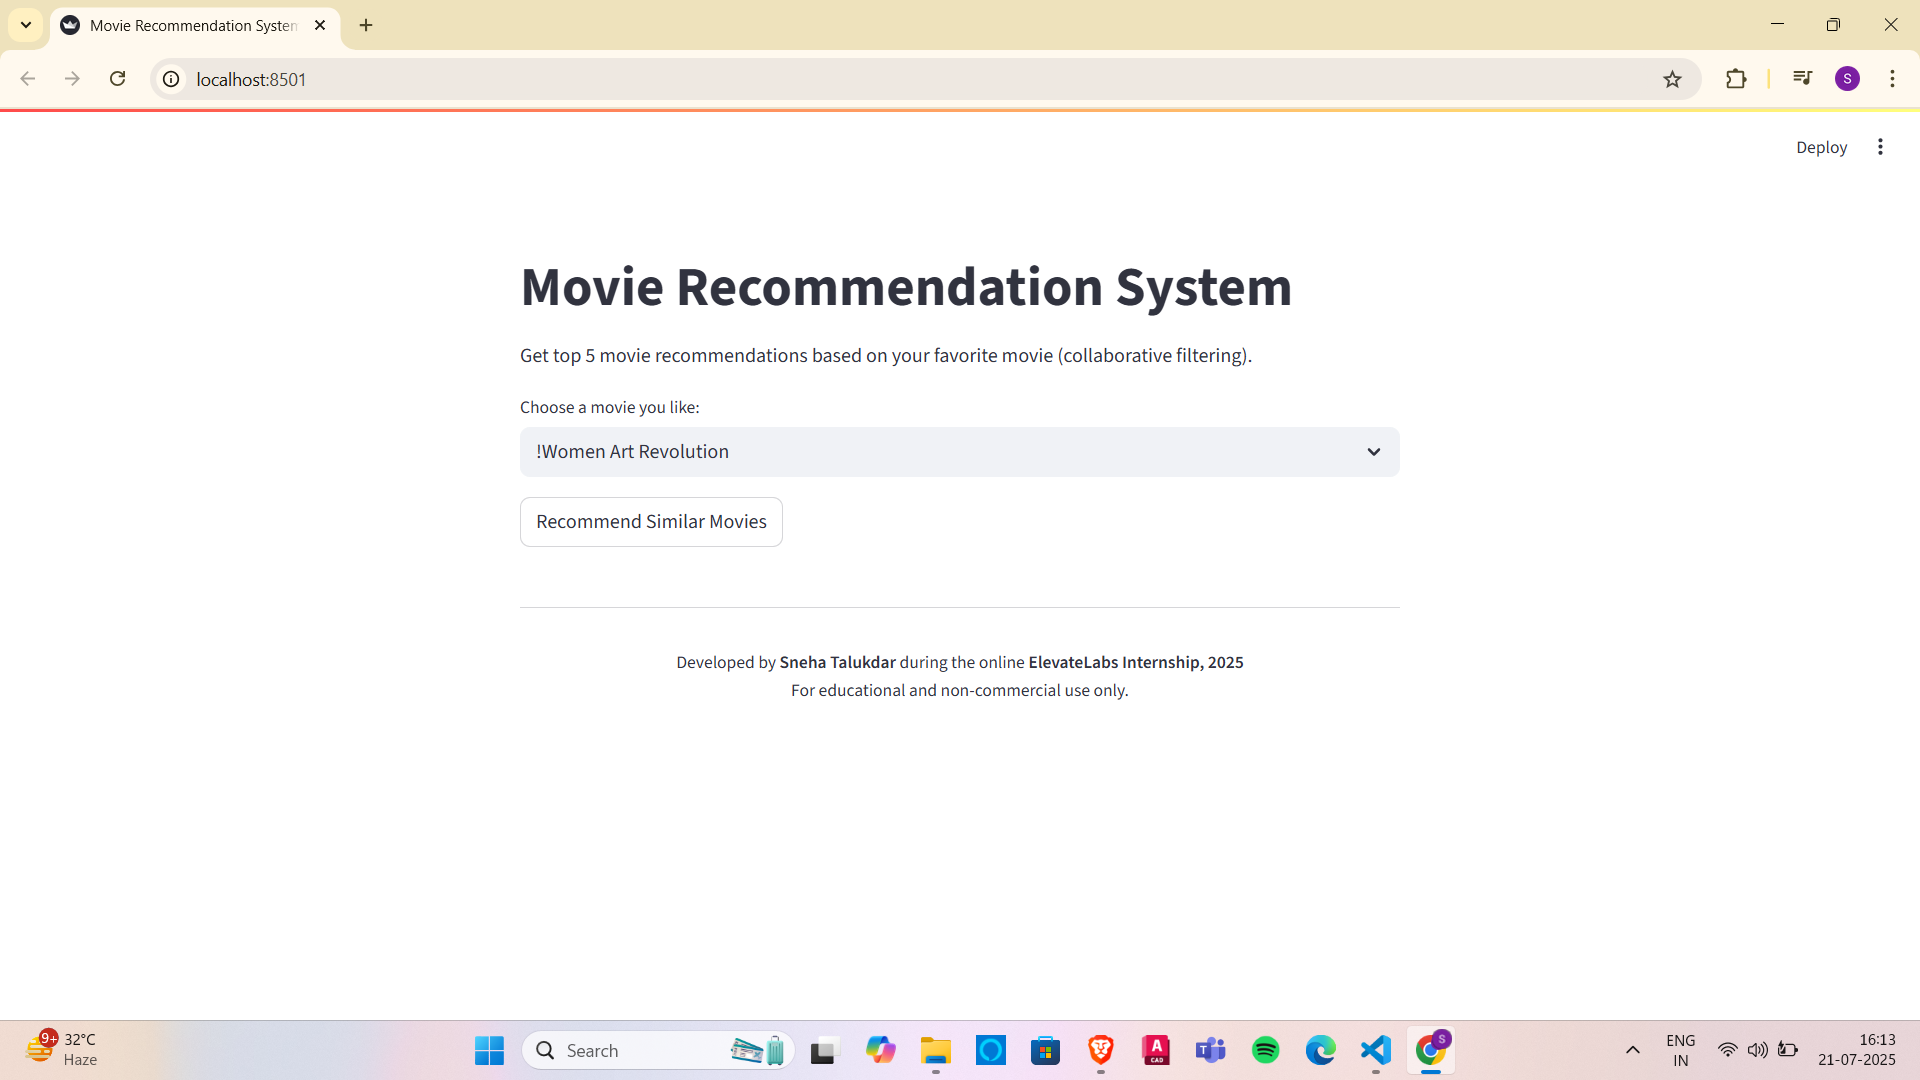 Movie Recommendation System
localhost:8501
S
Deploy
Movie Recommendation System
Get top 5 movie recommendations based on your favorite movie (collaborative filtering).
Choose a movie you like:
!Women Art Revolution
Recommend Similar Movies
Developed by Sneha Talukdar during the online ElevateLabs Internship, 2025
For educational and non-commercial use only.
9+
32°C
Haze
Search
A
CAD
T
S
ENG
IN
16:13
21-07-2025